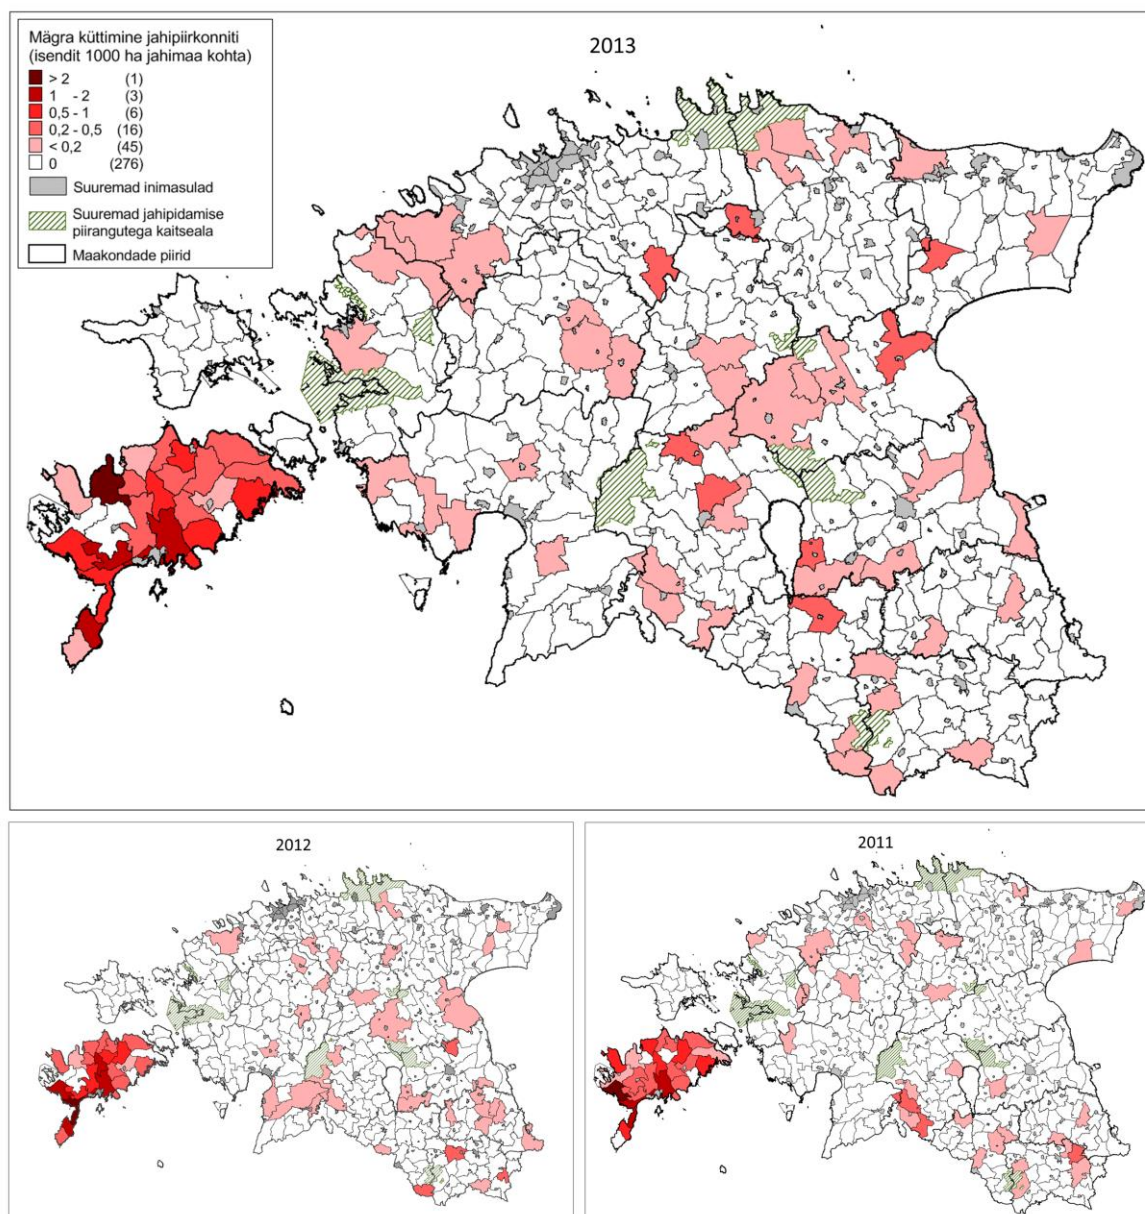 Mägra küttimine jahipiirkonniti
(isendit 1000 ha jahimaa kohta)
> 2 (1)
1 - 2 (3)
0,5 - 1 (6)
0,2 - 0,5 (16)
< 0,2 (45)
0 (276)
Suuremad inimasulad
Suuremad jahipidamise
piirangutega kaitseala
Maakondade piirid
2013
2012
2011